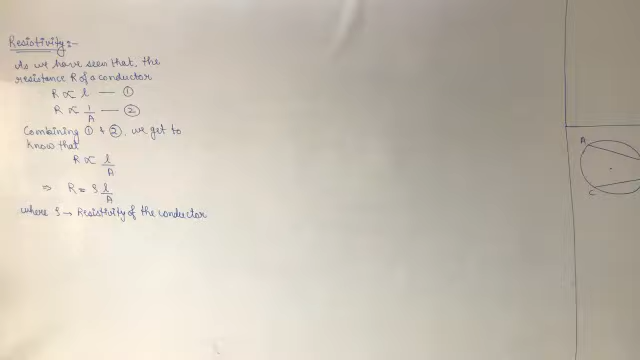 Resistivity:-
As we have seen that, the
resistance R of a conductor
R ∝ l — ①
R ∝ 1/A — ②
Combining ① & ②, we get to
know that
R ∝ l/A
⇒ R = ρ l/A
where ρ → Resistivity of the conductor
A
C